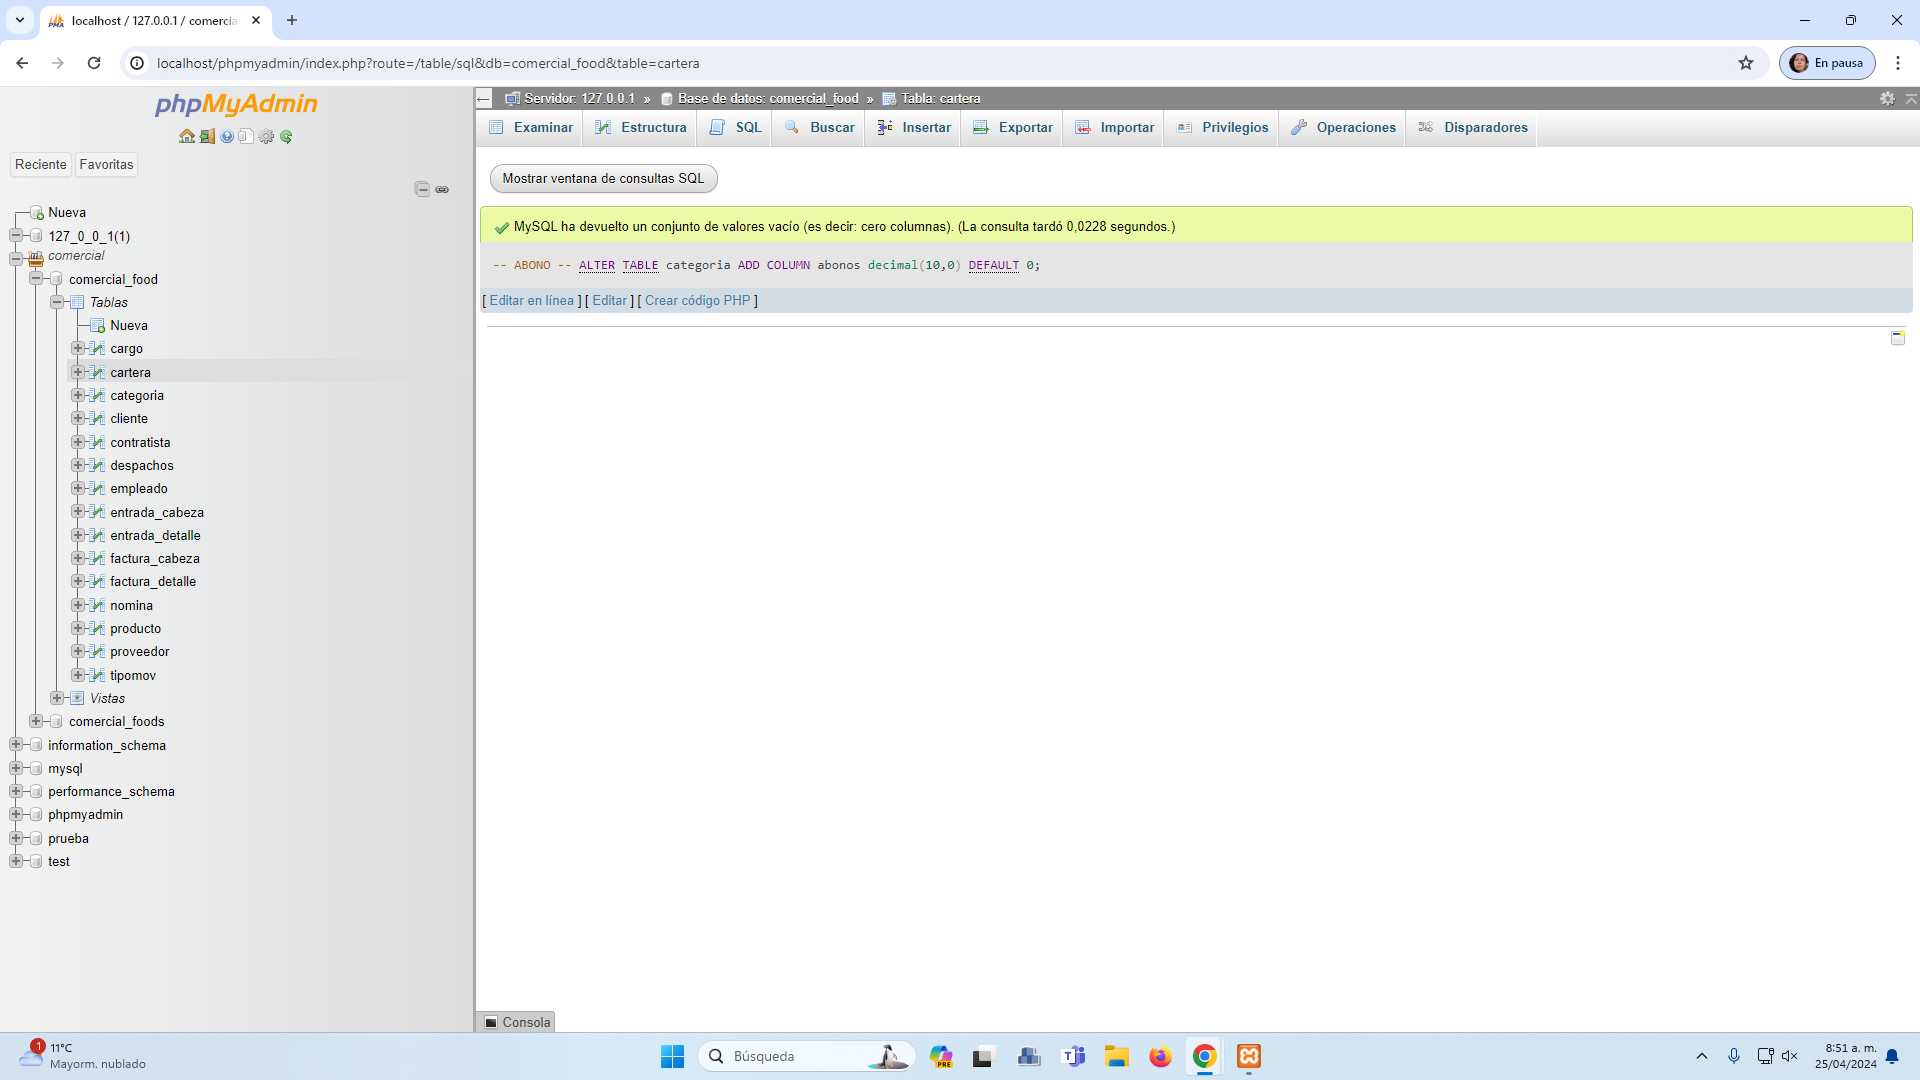 localhost / 127.0.0.1 / comercia
localhost/phpmyadmin/index.php?route=/table/sql&db=comercial_food&table=cartera
En pausa
phpMyAdmin
Reciente
Favoritas
Nueva
127_0_0_1(1)
comercial
comercial_food
Tablas
Nueva
cargo
cartera
categoria
cliente
contratista
despachos
empleado
entrada_cabeza
entrada_detalle
factura_cabeza
factura_detalle
nomina
producto
proveedor
tipomov
Vistas
comercial_foods
information_schema
mysql
performance_schema
phpmyadmin
prueba
test
Servidor: 127.0.0.1 » Base de datos: comercial_food » Tabla: cartera
Examinar Estructura SQL Buscar Insertar Exportar Importar Privilegios Operaciones Disparadores
Mostrar ventana de consultas SQL
MySQL ha devuelto un conjunto de valores vacío (es decir: cero columnas). (La consulta tardó 0,0228 segundos.)
-- ABONO -- ALTER TABLE categoria ADD COLUMN abonos decimal(10,0) DEFAULT 0;
[ Editar en línea ] [ Editar ] [ Crear código PHP ]
Consola
1
11°C
Mayorm. nublado
Búsqueda
PRE
8:51 a. m.
25/04/2024